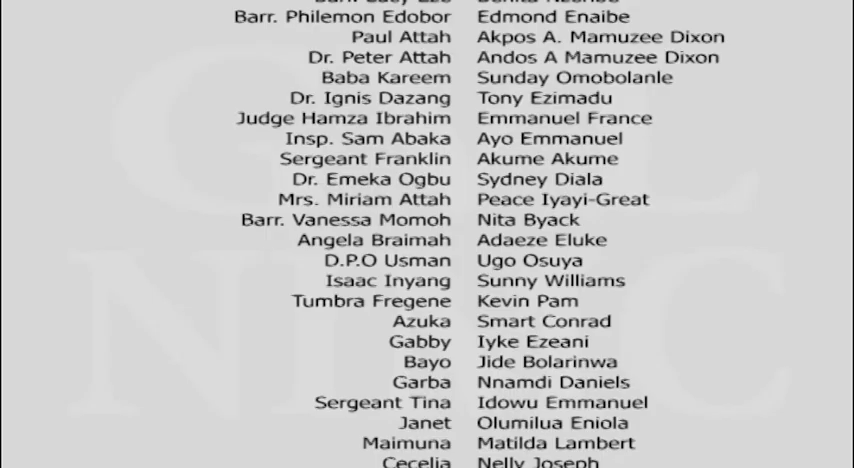 Barr. Philemon Edobor Edmond Enaibe
Paul Attah Akpos A. Mamuzee Dixon
Dr. Peter Attah Andos A Mamuzee Dixon
Baba Kareem Sunday Omobolanle
Dr. Ignis Dazang Tony Ezimadu
Judge Hamza Ibrahim Emmanuel France
Insp. Sam Abaka Ayo Emmanuel
Sergeant Franklin Akume Akume
Dr. Emeka Ogbu Sydney Diala
Mrs. Miriam Attah Peace Iyayi-Great
Barr. Vanessa Momoh Nita Byack
Angela Braimah Adaeze Eluke
D.P.O Usman Ugo Osuya
Isaac Inyang Sunny Williams
Tumbra Fregene Kevin Pam
Azuka Smart Conrad
Gabby Iyke Ezeani
Bayo Jide Bolarinwa
Garba Nnamdi Daniels
Sergeant Tina Idowu Emmanuel
Janet Olumilua Eniola
Maimuna Matilda Lambert
Cecelia Nelly Joseph